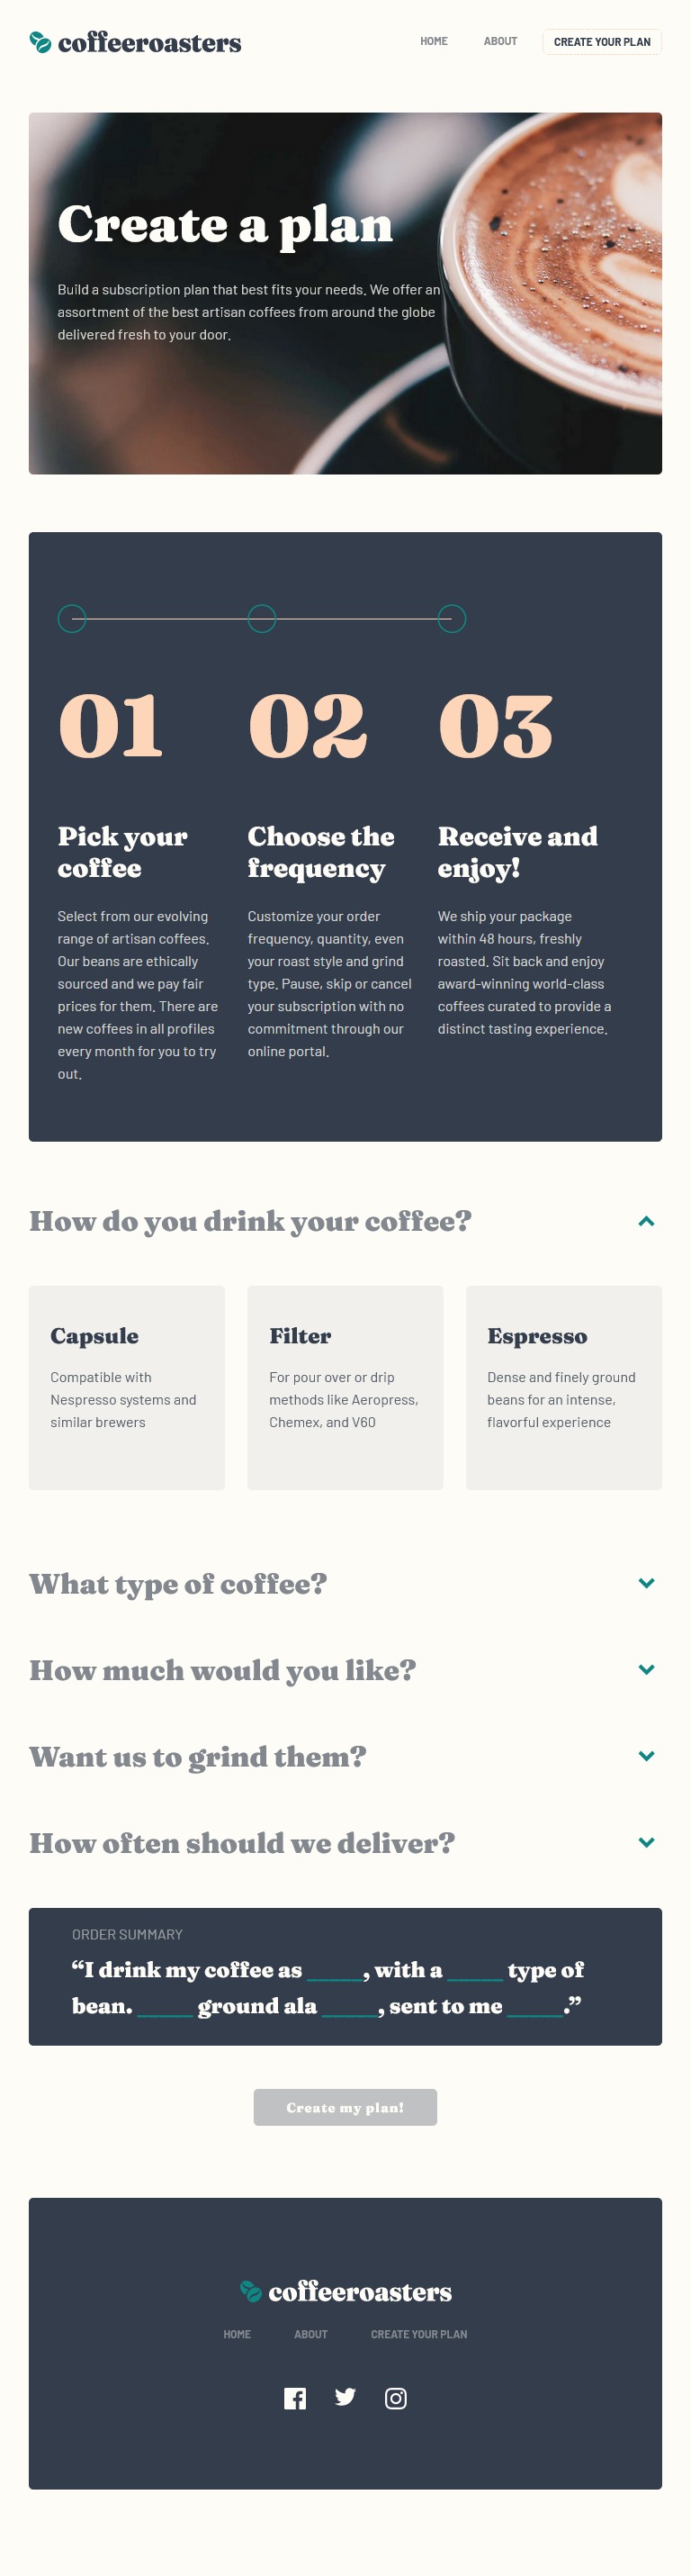 coffeeroasters
HOME
ABOUT
CREATE YOUR PLAN
Create a plan
Build a subscription plan that best fits your needs. We offer an
assortment of the best artisan coffees from around the globe
delivered fresh to your door.
01
Pick your
coffee
Select from our evolving
range of artisan coffees.
Our beans are ethically
sourced and we pay fair
prices for them. There are
new coffees in all profiles
every month for you to try
out.
02
Choose the
frequency
Customize your order
frequency, quantity, even
your roast style and grind
type. Pause, skip or cancel
your subscription with no
commitment through our
online portal.
03
Receive and
enjoy!
We ship your package
within 48 hours, freshly
roasted. Sit back and enjoy
award-winning world-class
coffees curated to provide a
distinct tasting experience.
How do you drink your coffee?
Capsule
Compatible with
Nespresso systems and
similar brewers
Filter
For pour over or drip
methods like Aeropress,
Chemex, and V60
Espresso
Dense and finely ground
beans for an intense,
flavorful experience
What type of coffee?
How much would you like?
Want us to grind them?
How often should we deliver?
ORDER SUMMARY
“I drink my coffee as _____, with a _____ type of
bean. _____ ground ala _____, sent to me _____.”
Create my plan!
coffeeroasters
HOME
ABOUT
CREATE YOUR PLAN